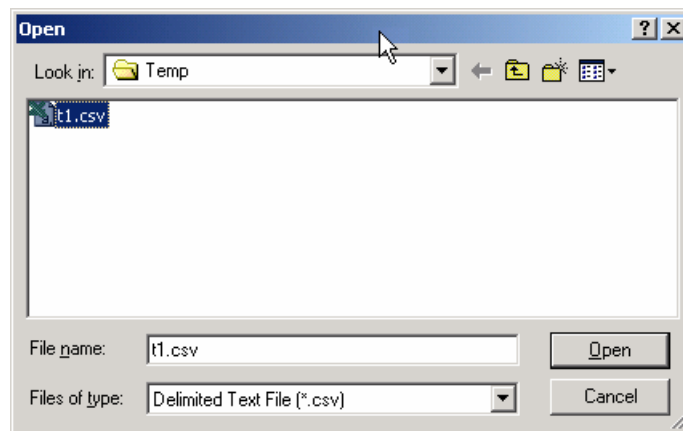 Open
Look in: Temp
t1.csv
File name: t1.csv Open
Files of type: Delimited Text File (*.csv) Cancel